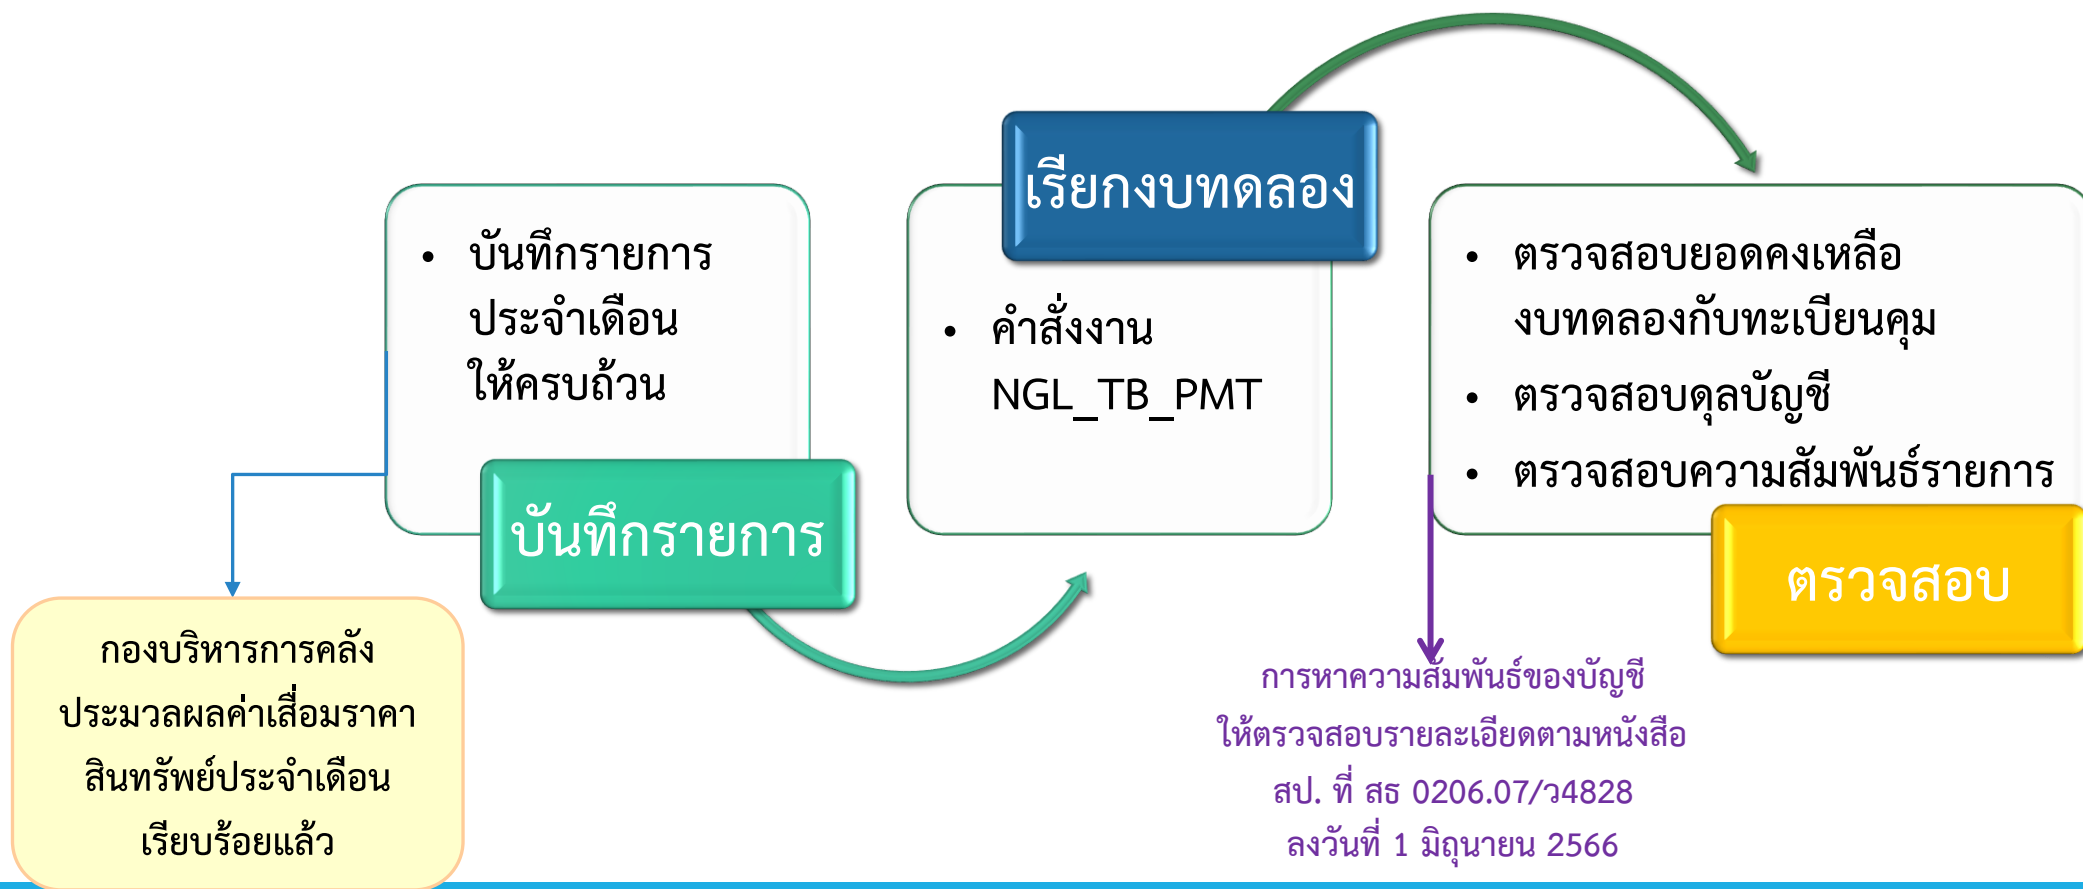 • บันทึกรายการ
ประจำเดือน
ให้ครบถ้วน
บันทึกรายการ
กองบริหารการคลัง
ประมวลผลค่าเสื่อมราคา
สินทรัพย์ประจำเดือน
เรียบร้อยแล้ว
เรียกงบทดลอง
• คำสั่งงาน
NGL_TB_PMT
• ตรวจสอบยอดคงเหลือ
งบทดลองกับทะเบียนคุม
• ตรวจสอบดุลบัญชี
• ตรวจสอบความสัมพันธ์รายการ
ตรวจสอบ
การหาความสัมพันธ์ของบัญชี
ให้ตรวจสอบรายละเอียดตามหนังสือ
สป. ที่ สธ 0206.07/ว4828
ลงวันที่ 1 มิถุนายน 2566